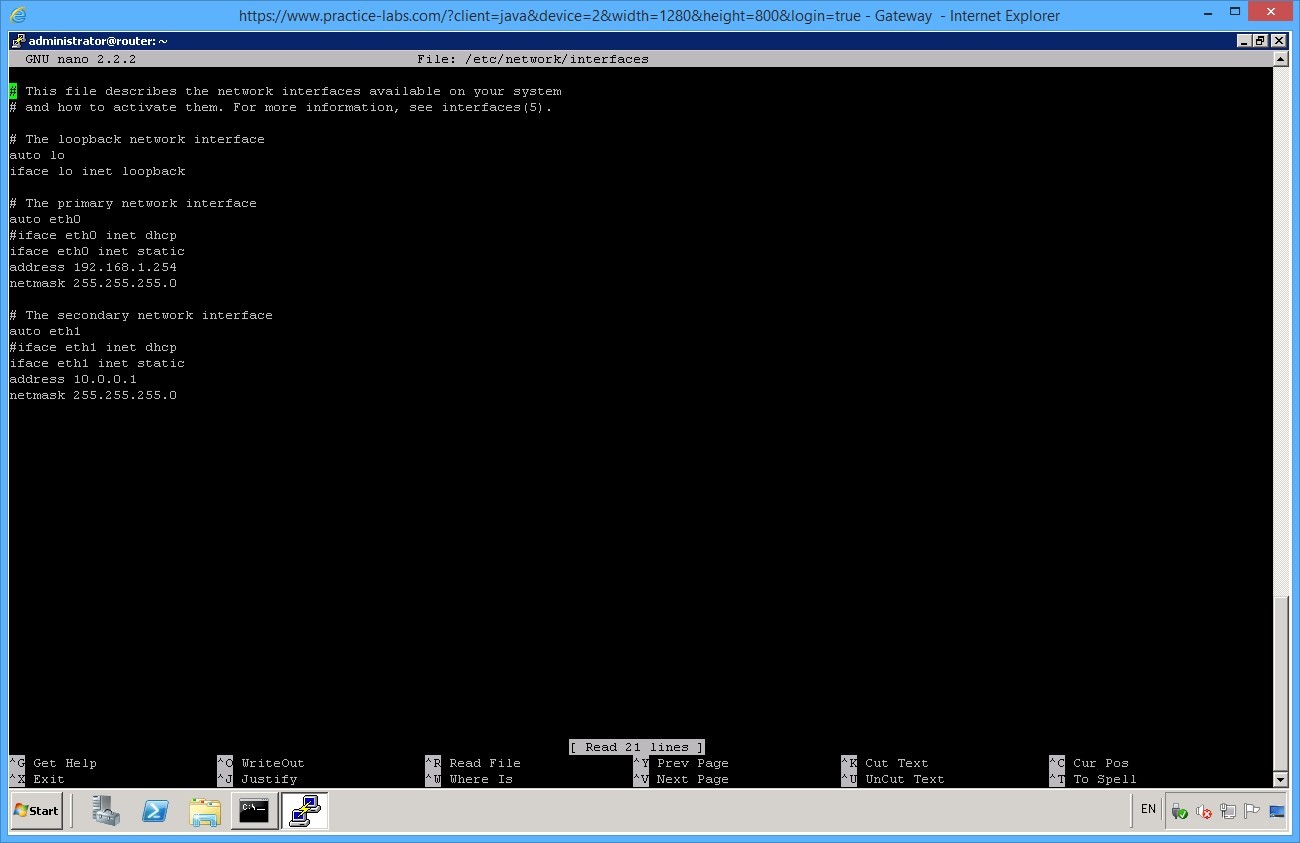 https://www.practice-labs.com/?client=java&device=2&width=1280&height=800&login=true - Gateway - Internet Explorer
administrator@router: ~
GNU nano 2.2.2 File: /etc/network/interfaces
# This file describes the network interfaces available on your system
# and how to activate them. For more information, see interfaces(5).
# The loopback network interface
auto lo
iface lo inet loopback
# The primary network interface
auto eth0
#iface eth0 inet dhcp
iface eth0 inet static
address 192.168.1.254
netmask 255.255.255.0
# The secondary network interface
auto eth1
#iface eth1 inet dhcp
iface eth1 inet static
address 10.0.0.1
netmask 255.255.255.0
[ Read 21 lines ]
^G Get Help ^O WriteOut ^R Read File ^Y Prev Page ^K Cut Text ^C Cur Pos
^X Exit ^J Justify ^W Where Is ^V Next Page ^U UnCut Text ^T To Spell
Start C:\_ EN